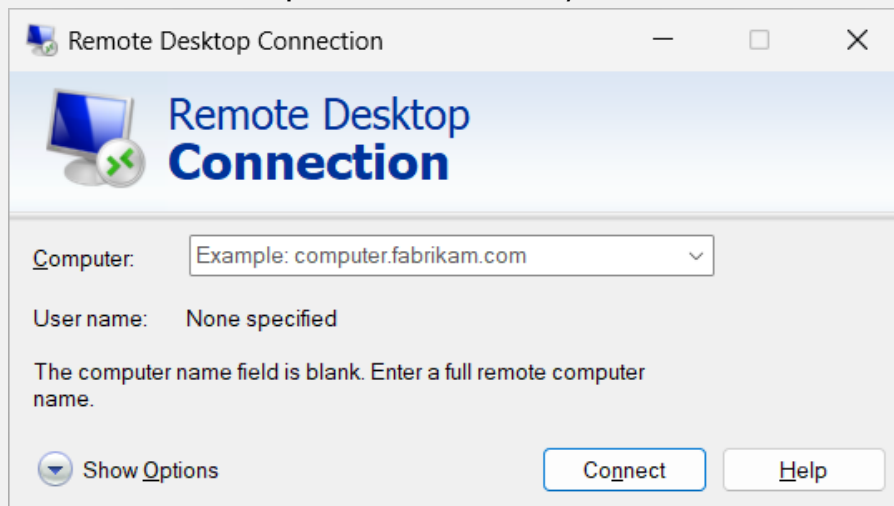 Remote Desktop Connection
Remote Desktop
Connection
Computer: Example: computer.fabrikam.com
User name: None specified
The computer name field is blank. Enter a full remote computer
name.
Show Options Connect Help